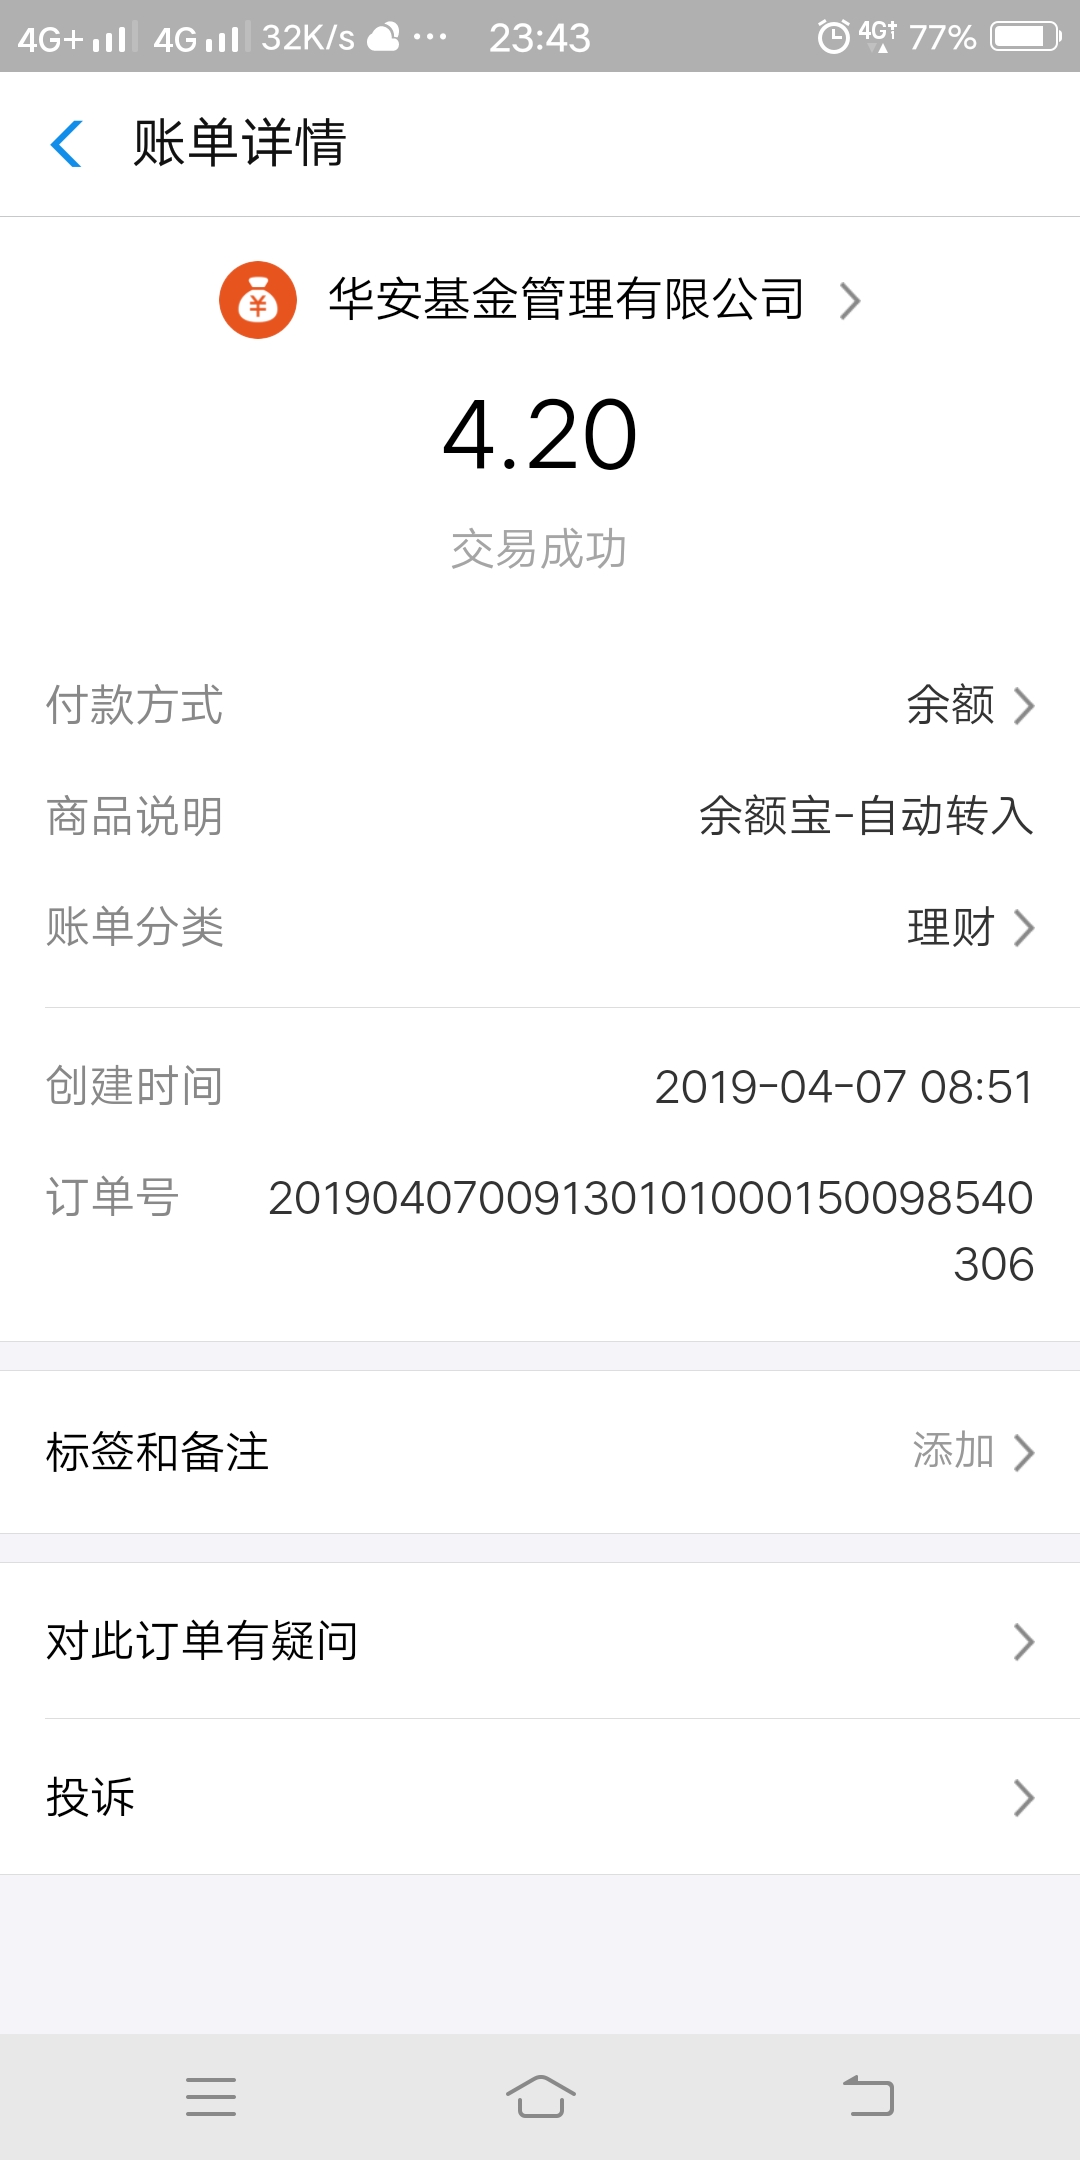 4G+ 4G 32K/s ··· 23:43 4G+ 77%
账单详情
华安基金管理有限公司
4.20
交易成功
付款方式 余额
商品说明 余额宝-自动转入
账单分类 理财
创建时间 2019-04-07 08:51
订单号 2019040700913010100015009854​0
306
标签和备注 添加
对此订单有疑问
投诉